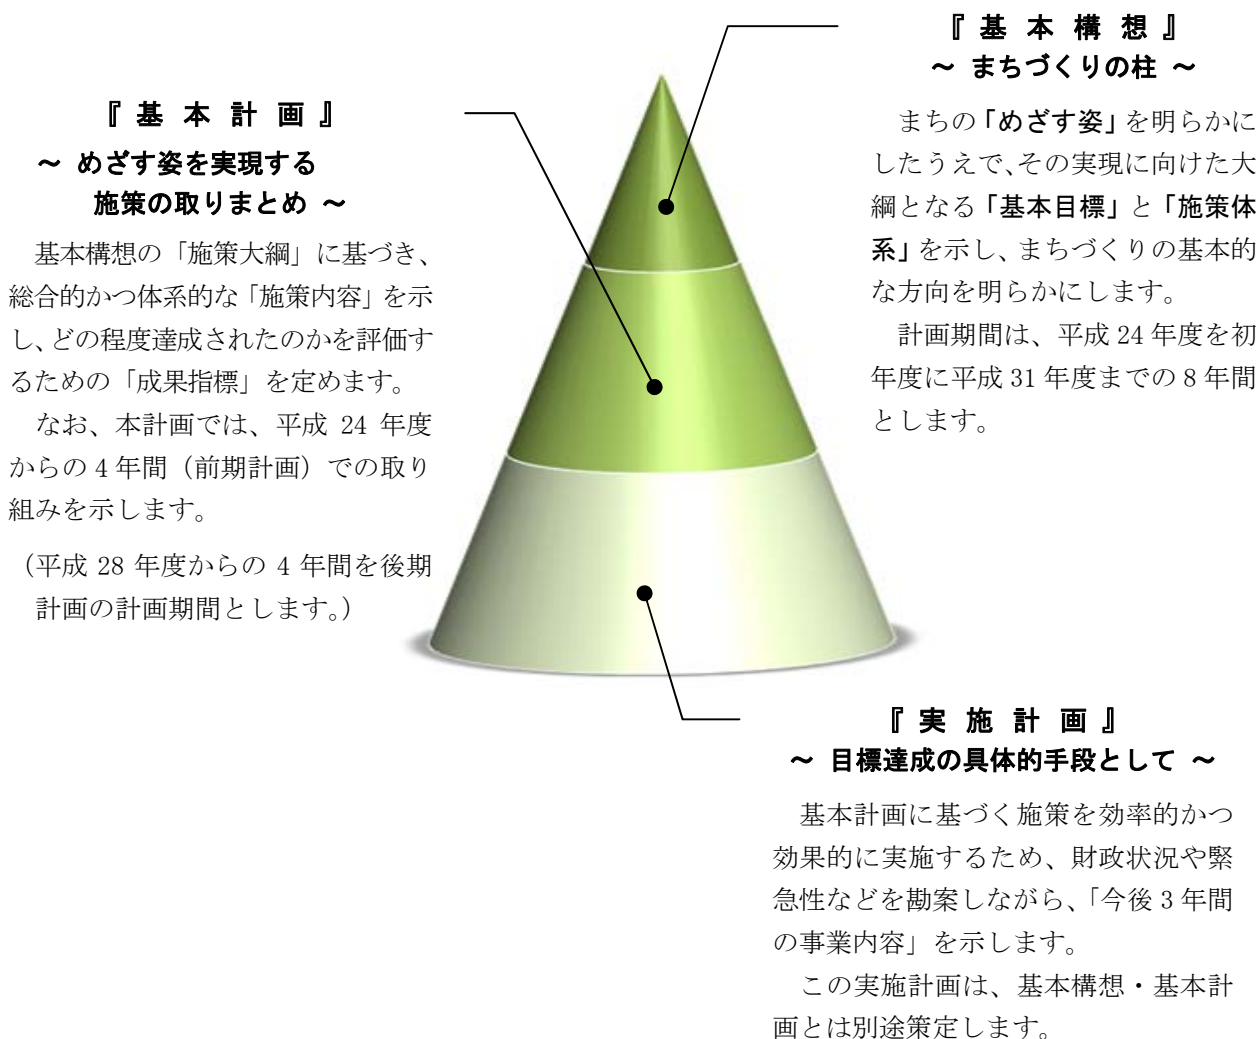 『 基 本 構 想 』
～ まちづくりの柱 ～
まちの「めざす姿」を明らかに
したうえで、その実現に向けた大
綱となる「基本目標」と「施策体
系」を示し、まちづくりの基本的
な方向を明らかにします。
計画期間は、平成 24 年度を初
年度に平成 31 年度までの 8 年間
とします。
『 基 本 計 画 』
～ めざす姿を実現する
施策の取りまとめ ～
基本構想の「施策大綱」に基づき、
総合的かつ体系的な「施策内容」を示
し、どの程度達成されたのかを評価す
るための「成果指標」を定めます。
なお、本計画では、平成 24 年度
からの 4 年間（前期計画）での取り
組みを示します。
（平成 28 年度からの 4 年間を後期
計画の計画期間とします。）
『 実 施 計 画 』
～ 目標達成の具体的手段として ～
基本計画に基づく施策を効率的かつ
効果的に実施するため、財政状況や緊
急性などを勘案しながら、「今後 3 年間
の事業内容」を示します。
この実施計画は、基本構想・基本計
画とは別途策定します。